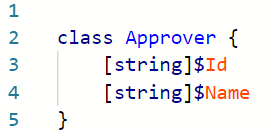 1
2 class Approver {
3     [string]$Id
4     [string]$Name
5 }